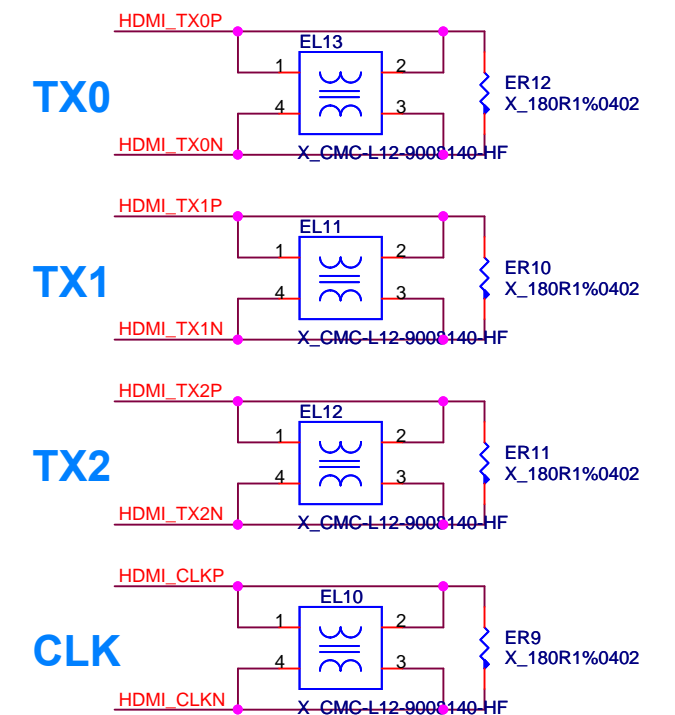 HDMI_TX0P
EL13
1
2
TX0
ER12
X_180R1%0402
4
3
HDMI_TX0N
X_CMC-L12-9008140-HF
HDMI_TX1P
EL11
1
2
TX1
ER10
X_180R1%0402
4
3
HDMI_TX1N
X_CMC-L12-9008140-HF
HDMI_TX2P
EL12
1
2
TX2
ER11
X_180R1%0402
4
3
HDMI_TX2N
X_CMC-L12-9008140-HF
HDMI_CLKP
EL10
1
2
CLK
ER9
X_180R1%0402
4
3
HDMI_CLKN
X_CMC-L12-9008140-HF